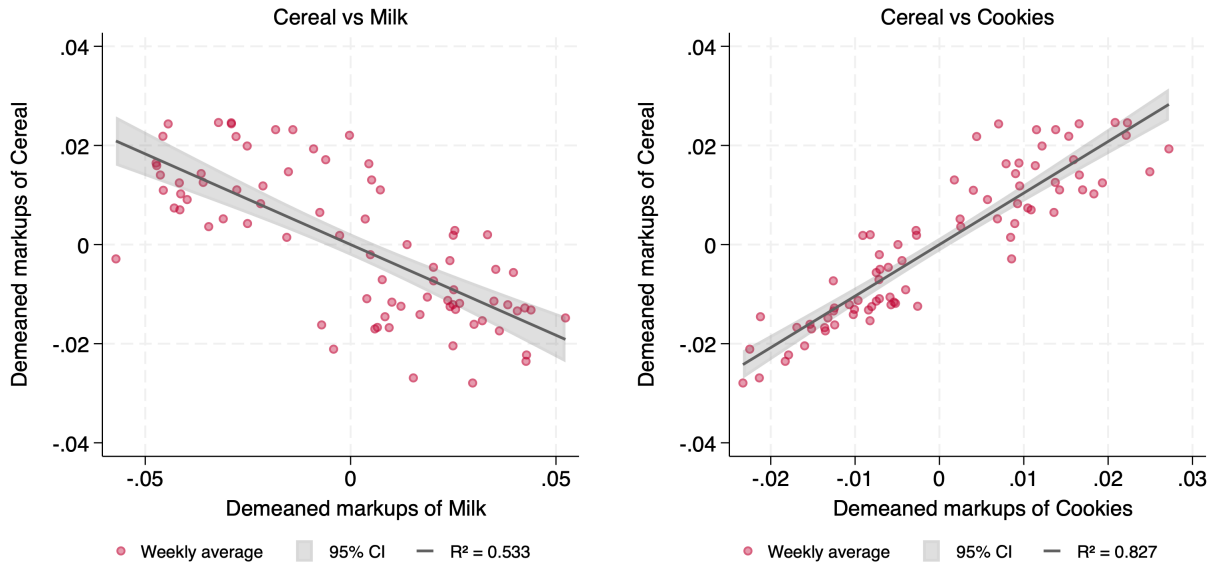 Cereal vs Milk
.04
.02
0
-.02
-.04
Demeaned markups of Cereal
-.05
0
.05
Demeaned markups of Milk
Weekly average
95% CI
R² = 0.533
Cereal vs Cookies
.04
.02
0
-.02
-.04
Demeaned markups of Cereal
-.02
-.01
0
.01
.02
.03
Demeaned markups of Cookies
Weekly average
95% CI
R² = 0.827